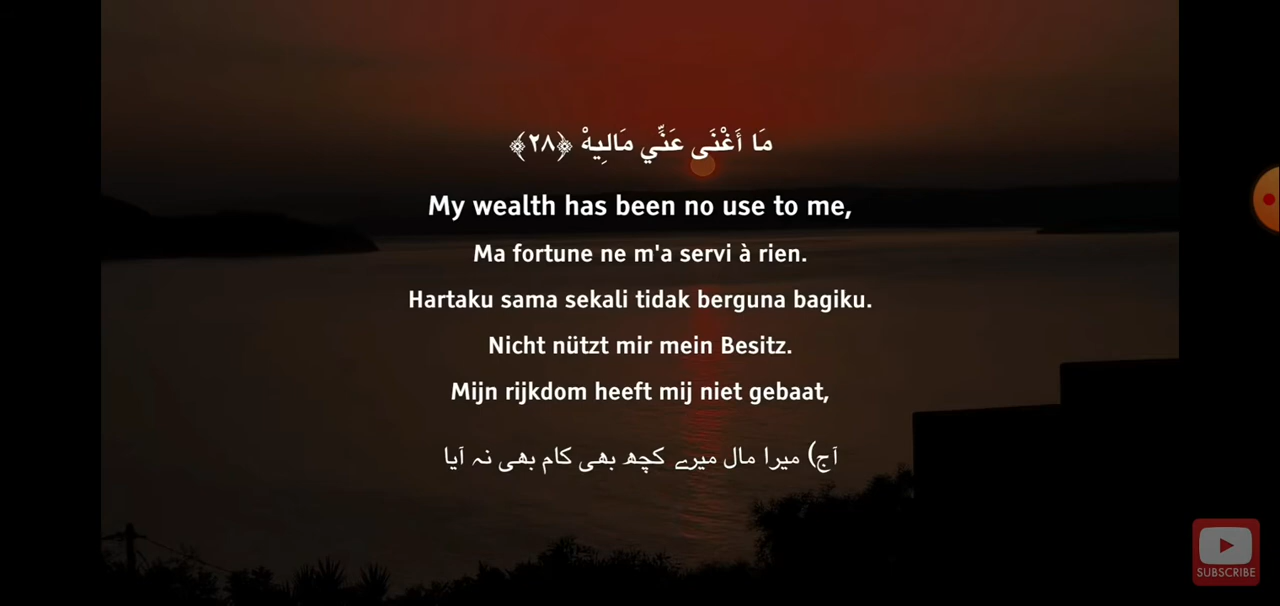 مَا أَغْنَى عَنِّي مَالِيهْ ﴿٢٨﴾
My wealth has been no use to me,
Ma fortune ne m'a servi à rien.
Hartaku sama sekali tidak berguna bagiku.
Nicht nützt mir mein Besitz.
Mijn rijkdom heeft mij niet gebaat,
آج) میرا مال میرے کچھ بھی کام بھی نہ آیا
SUBSCRIBE